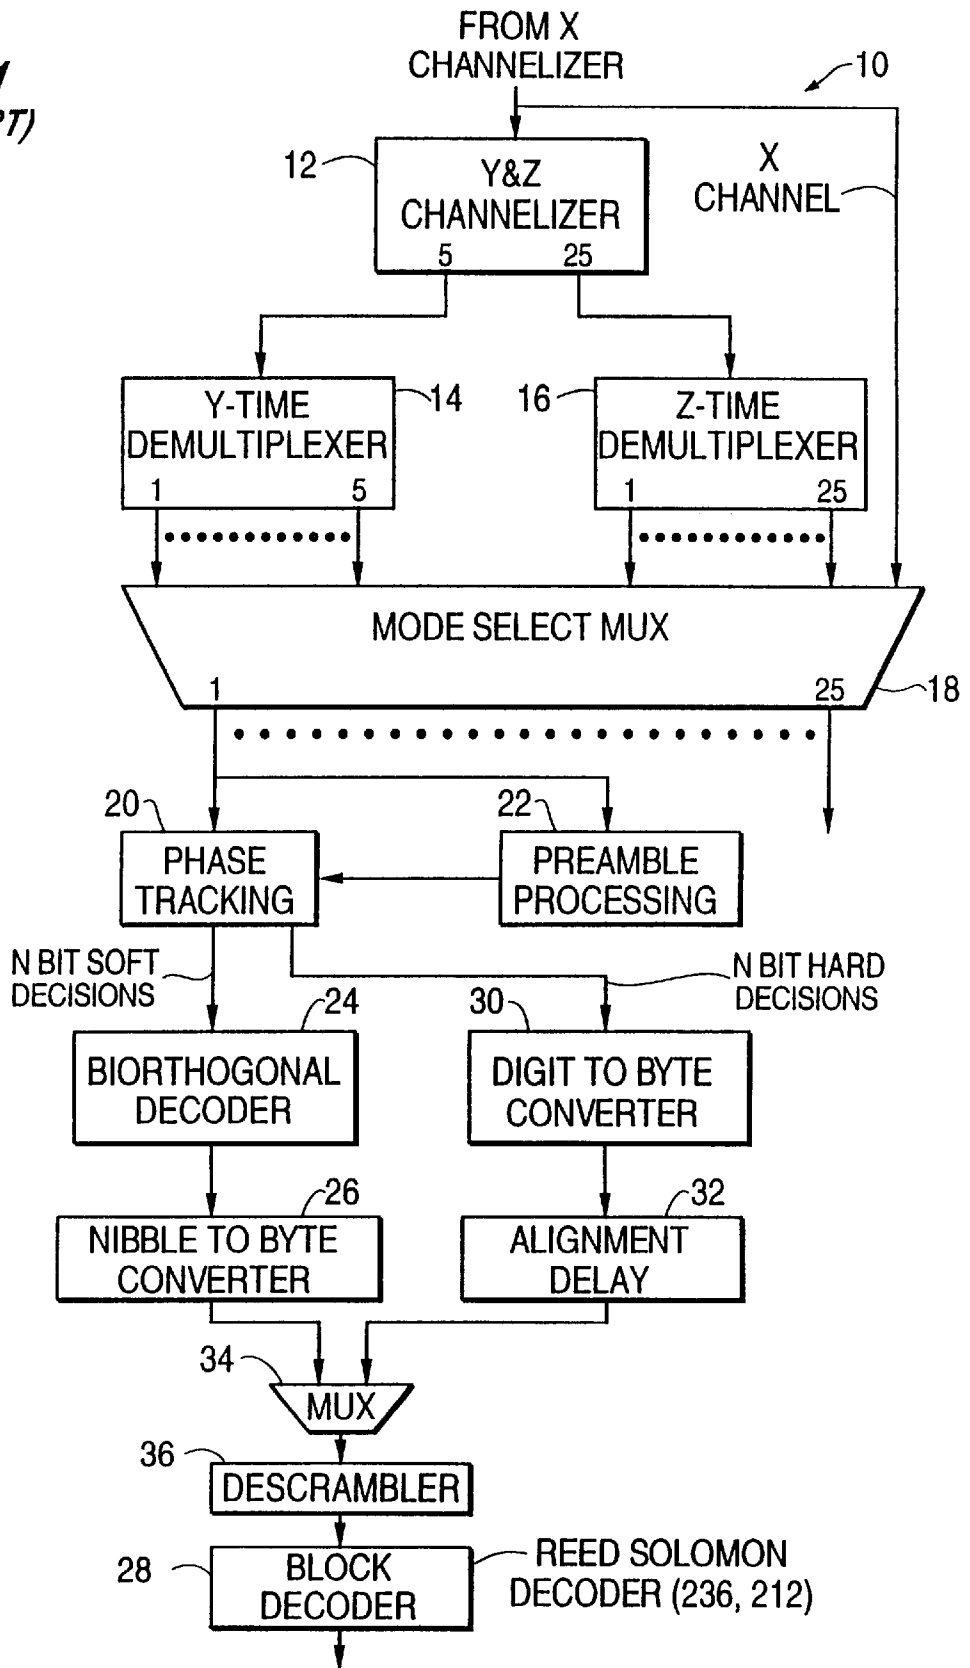 FROM X
CHANNELIZER
10
12
Y&Z
CHANNELIZER
5 25
X
CHANNEL
Y-TIME
DEMULTIPLEXER
1 5
14
16
Z-TIME
DEMULTIPLEXER
1 25
MODE SELECT MUX
1 25
18
20
PHASE
TRACKING
22
PREAMBLE
PROCESSING
N BIT SOFT
DECISIONS
N BIT HARD
DECISIONS
24
BIORTHOGONAL
DECODER
30
DIGIT TO BYTE
CONVERTER
26
NIBBLE TO BYTE
CONVERTER
32
ALIGNMENT
DELAY
34
MUX
36
DESCRAMBLER
28
BLOCK
DECODER
REED SOLOMON
DECODER (236, 212)